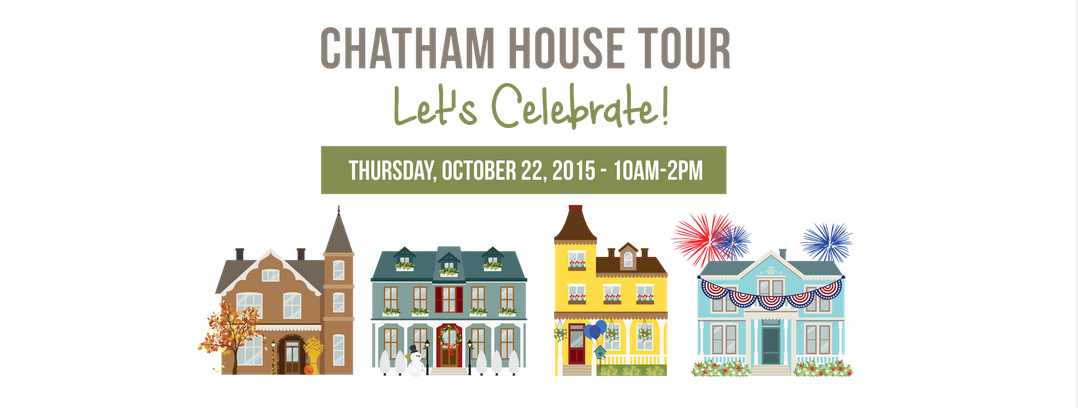 CHATHAM HOUSE TOUR
Let's Celebrate!
THURSDAY, OCTOBER 22, 2015 - 10AM-2PM